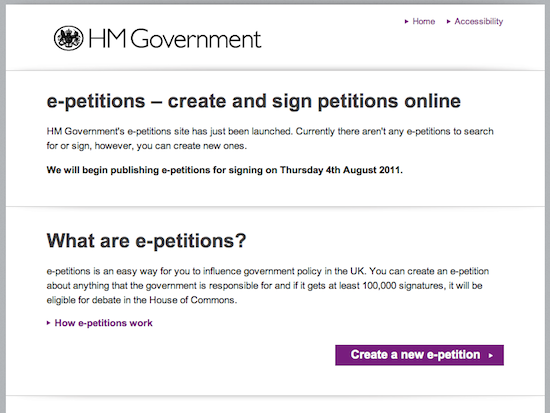 Home Accessibility
HM Government
e-petitions – create and sign petitions online
HM Government's e-petitions site has just been launched. Currently there aren't any e-petitions to search
for or sign, however, you can create new ones.
We will begin publishing e-petitions for signing on Thursday 4th August 2011.
What are e-petitions?
e-petitions is an easy way for you to influence government policy in the UK. You can create an e-petition
about anything that the government is responsible for and if it gets at least 100,000 signatures, it will be
eligible for debate in the House of Commons.
How e-petitions work
Create a new e-petition